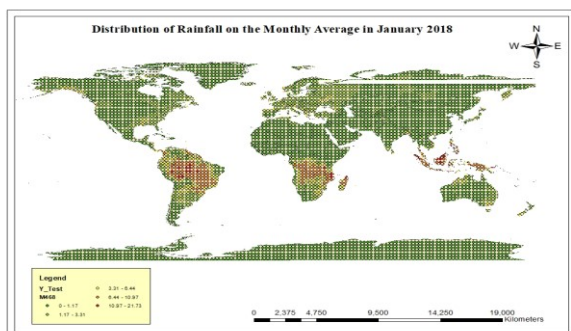 Distribution of Rainfall on the Monthly Average in January 2018
N
W E
S
Legend
Y_Test
M468
0 - 1.17
1.17 - 3.31
3.31 - 6.44
6.44 - 10.97
10.97 - 21.73
0 2,375 4,750 9,500 14,250 19,000
Kilometers